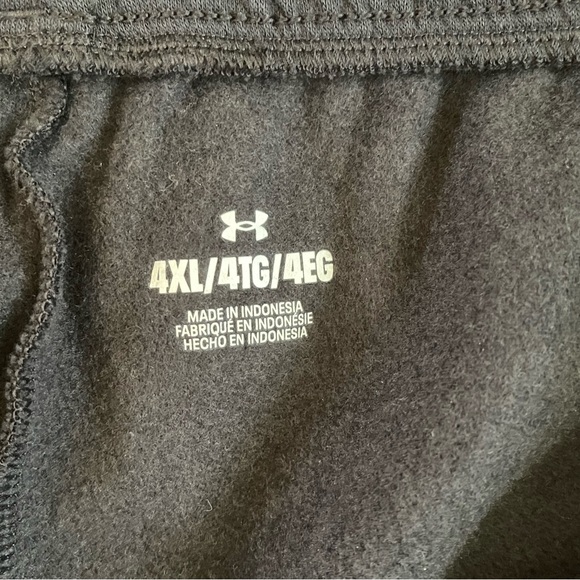 4XL/4TG/4EG
MADE IN INDONESIA
FABRIQUÉ EN INDONÉSIE
HECHO EN INDONESIA